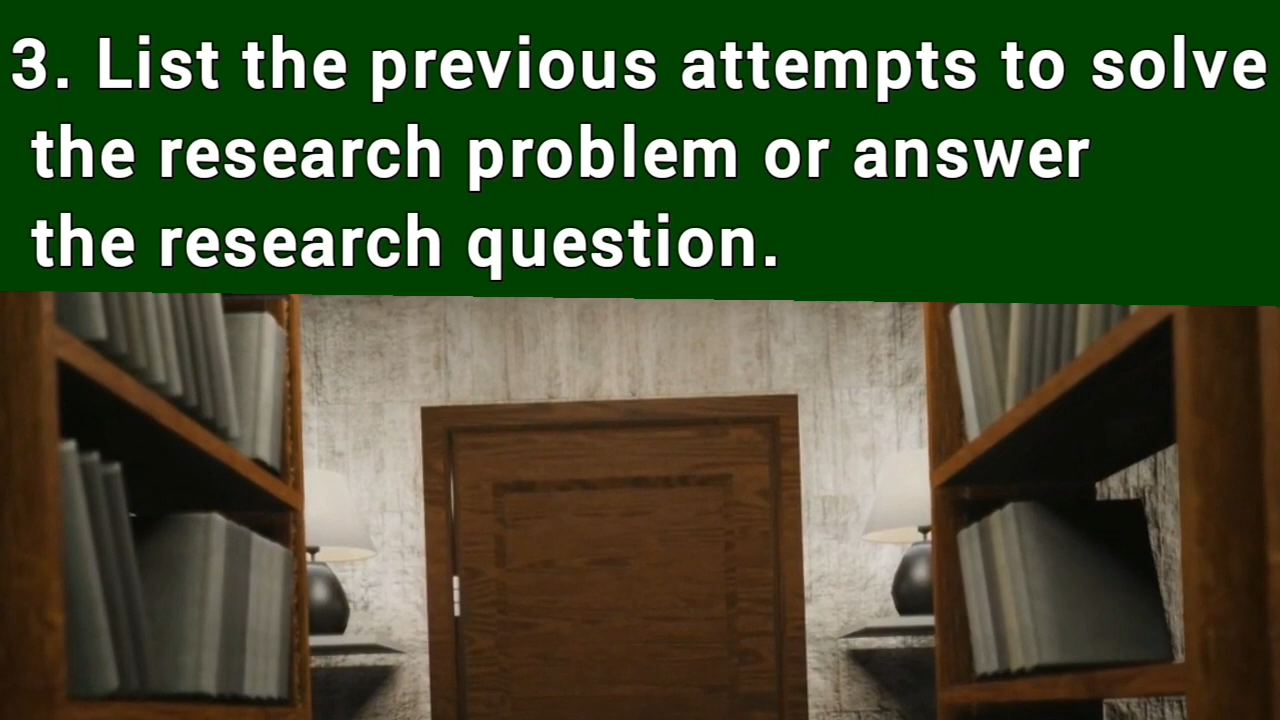 3. List the previous attempts to solve
the research problem or answer
the research question.